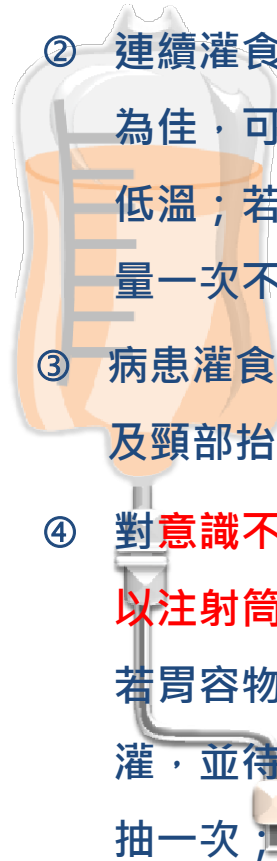 ② 連續灌食
為佳，可
低溫；若
量一次不
③ 病患灌食
及頸部抬
④ 對意識不
以注射筒
若胃容物
灌，並待
抽一次；